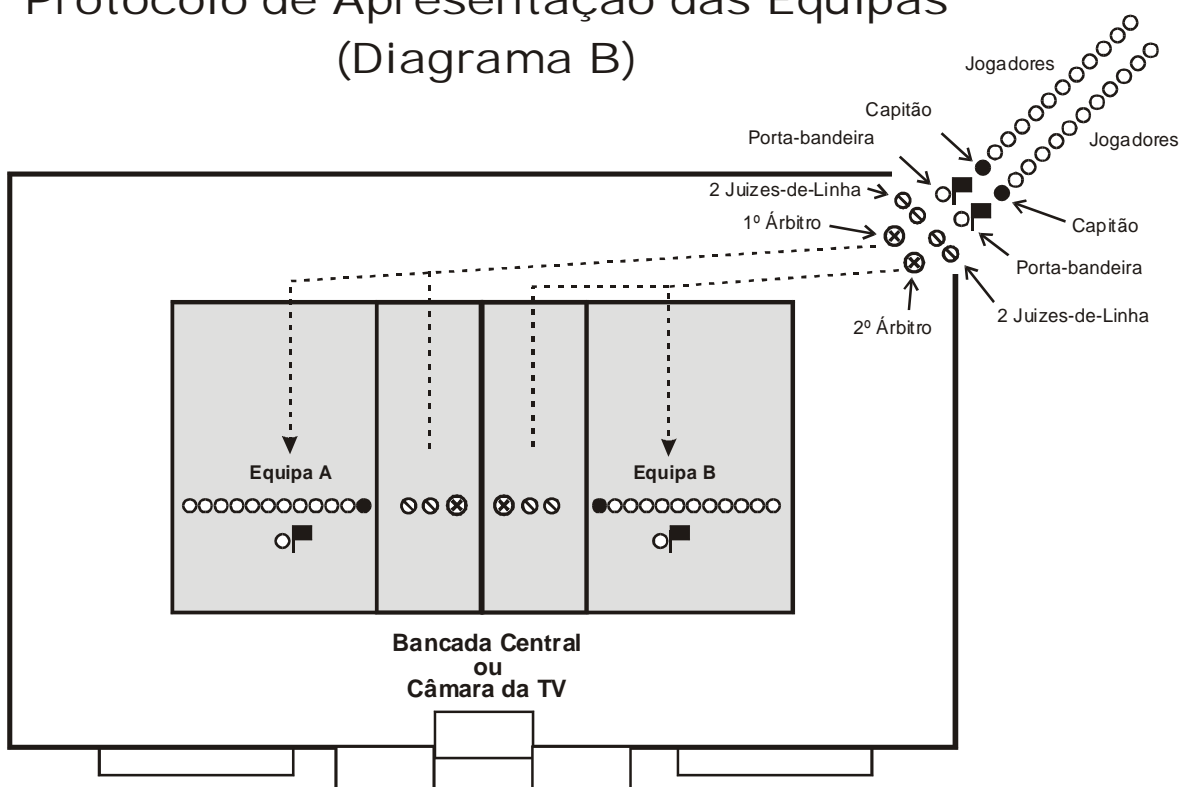 Protocolo de Apresentação das Equipas
(Diagrama B)
Jogadores
Capitão
Porta-bandeira
Jogadores
2 Juizes-de-Linha
1º Árbitro
Capitão
Porta-bandeira
2 Juizes-de-Linha
2º Árbitro
Equipa A
Equipa B
Bancada Central
ou
Câmara da TV